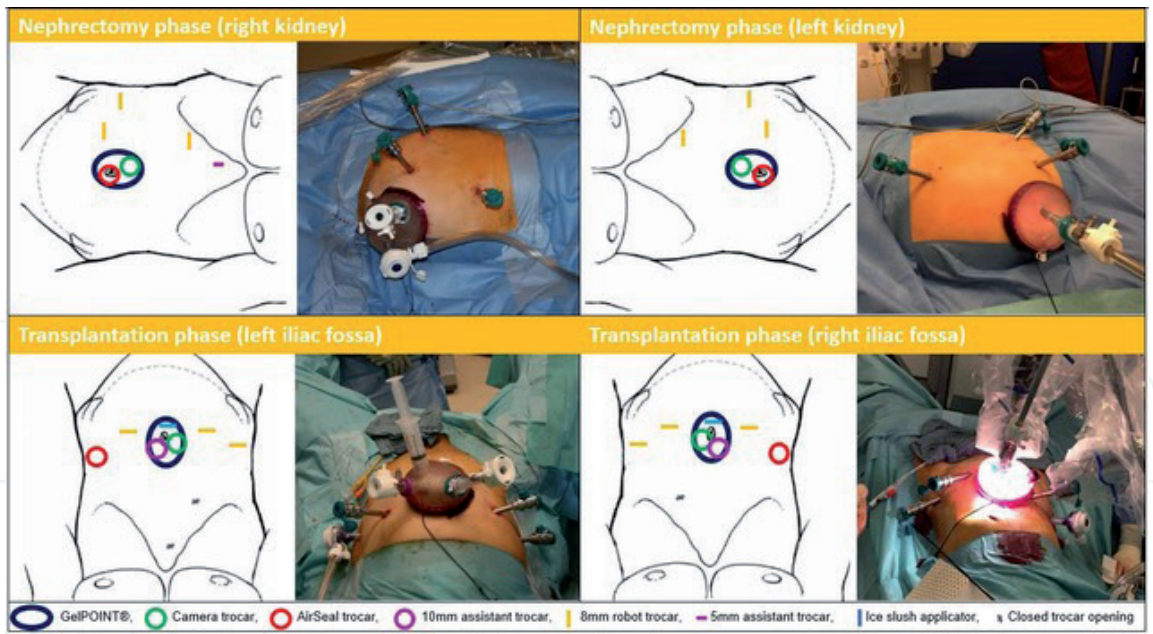 Nephrectomy phase (right kidney)
Nephrectomy phase (left kidney)
Transplantation phase (left iliac fossa)
Transplantation phase (right iliac fossa)
GelPOINT®, Camera trocar, AirSeal trocar, 10mm assistant trocar, 8mm robot trocar, 5mm assistant trocar, Ice slush applicator, Closed trocar opening